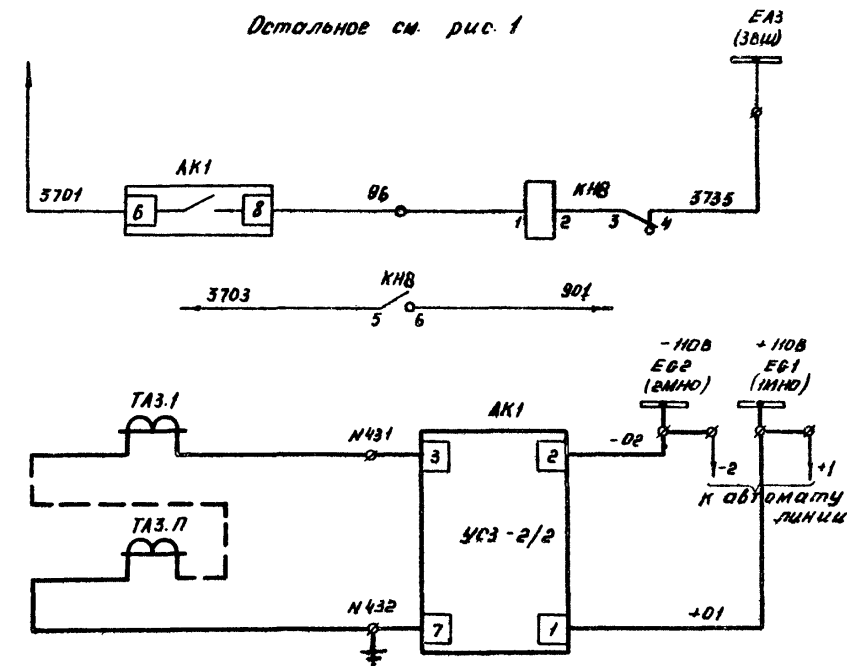 Остальное см. рис. 1
ЕА3
(ЗВШ)
АК1
3701
6
8
96
1
2
КН8
3
4
3735
3703
КН8
5
6
901
-110В
+110В
ЕG2
ЕG1
(2МНО)
(1МНО)
ТА3.1
N431
АК1
3
2
-02
-2
+1
к автомату
линии
ТА3.П
УСЗ-2/2
N432
7
1
+01